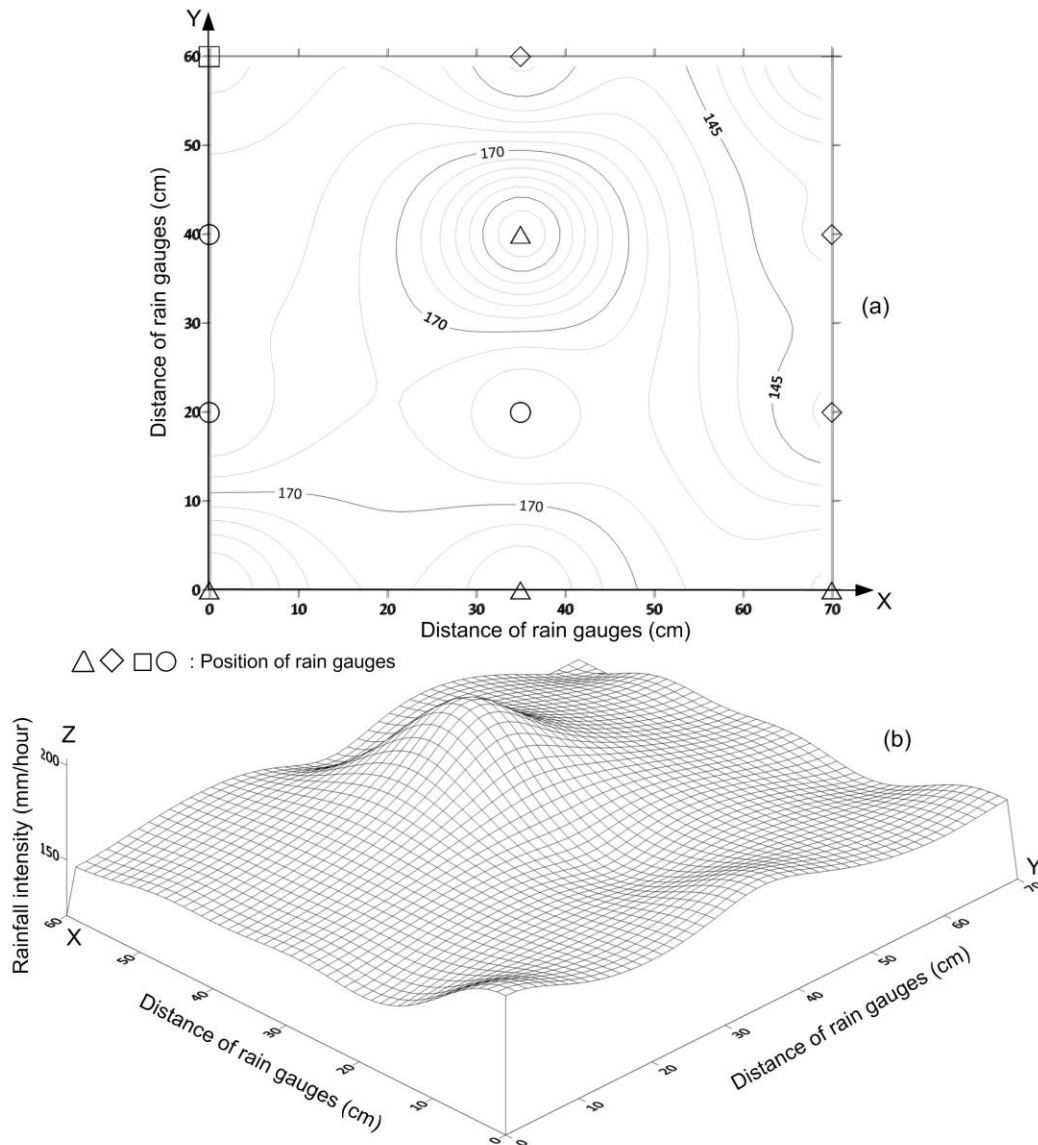 Y
60
50
40
30
20
10
0
Distance of rain gauges (cm)
145
170
170
145
170
170
(a)
0 10 20 30 40 50 60 70
X
Distance of rain gauges (cm)
△ ◇ □ ○ : Position of rain gauges
(b)
Z
200
150
Rainfall intensity (mm/hour)
60 50 40 30 20 10 0
X
Distance of rain gauges (cm)
0 10 20 30 40 50 60 70
Y
Distance of rain gauges (cm)